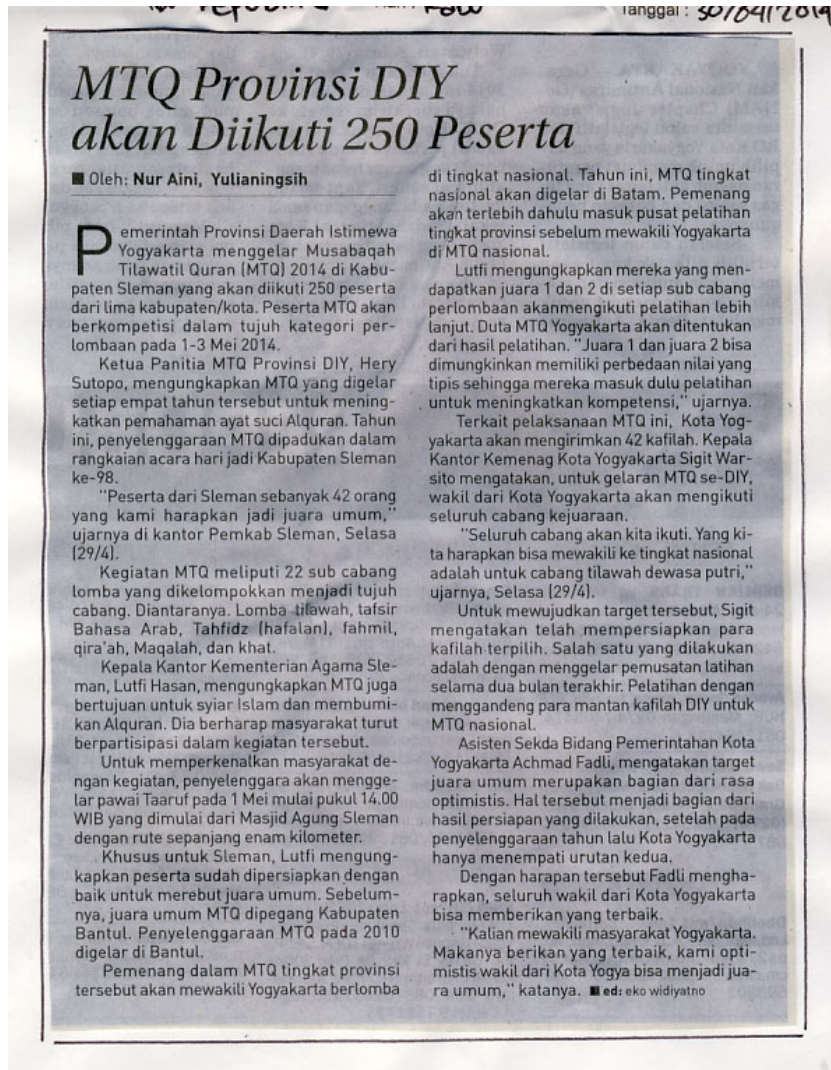 Tanggal : 30/04/2014
MTQ Provinsi DIY
akan Diikuti 250 Peserta
■ Oleh: Nur Aini, Yulianingsih
Pemerintah Provinsi Daerah Istimewa
Yogyakarta menggelar Musabaqah
Tilawatil Quran (MTQ) 2014 di Kabu-
paten Sleman yang akan diikuti 250 peserta
dari lima kabupaten/kota. Peserta MTQ akan
berkompetisi dalam tujuh kategori per-
lombaan pada 1-3 Mei 2014.
Ketua Panitia MTQ Provinsi DIY, Hery
Sutopo, mengungkapkan MTQ yang digelar
setiap empat tahun tersebut untuk mening-
katkan pemahaman ayat suci Alquran. Tahun
ini, penyelenggaraan MTQ dipadukan dalam
rangkaian acara hari jadi Kabupaten Sleman
ke-98.
"Peserta dari Sleman sebanyak 42 orang
yang kami harapkan jadi juara umum,"
ujarnya di kantor Pemkab Sleman, Selasa
(29/4).
Kegiatan MTQ meliputi 22 sub cabang
lomba yang dikelompokkan menjadi tujuh
cabang. Diantaranya. Lomba tilawah, tafsir
Bahasa Arab, Tahfidz (hafalan), fahmil,
qira'ah, Maqalah, dan khat.
Kepala Kantor Kementerian Agama Sle-
man, Lutfi Hasan, mengungkapkan MTQ juga
bertujuan untuk syiar Islam dan membumi-
kan Alquran. Dia berharap masyarakat turut
berpartisipasi dalam kegiatan tersebut.
Untuk memperkenalkan masyarakat de-
ngan kegiatan, penyelenggara akan mengge-
lar pawai Taaruf pada 1 Mei mulai pukul 14.00
WIB yang dimulai dari Masjid Agung Sleman
dengan rute sepanjang enam kilometer.
Khusus untuk Sleman, Lutfi mengung-
kapkan peserta sudah dipersiapkan dengan
baik untuk merebut juara umum. Sebelum-
nya, juara umum MTQ dipegang Kabupaten
Bantul. Penyelenggaraan MTQ pada 2010
digelar di Bantul.
Pemenang dalam MTQ tingkat provinsi
tersebut akan mewakili Yogyakarta berlomba
di tingkat nasional. Tahun ini, MTQ tingkat
nasional akan digelar di Batam. Pemenang
akan terlebih dahulu masuk pusat pelatihan
tingkat provinsi sebelum mewakili Yogyakarta
di MTQ nasional.
Lutfi mengungkapkan mereka yang men-
dapatkan juara 1 dan 2 di setiap sub cabang
perlombaan akanmengikuti pelatihan lebih
lanjut. Duta MTQ Yogyakarta akan ditentukan
dari hasil pelatihan. "Juara 1 dan juara 2 bisa
dimungkinkan memiliki perbedaan nilai yang
tipis sehingga mereka masuk dulu pelatihan
untuk meningkatkan kompetensi," ujarnya.
Terkait pelaksanaan MTQ ini, Kota Yog-
yakarta akan mengirimkan 42 kafilah. Kepala
Kantor Kemenag Kota Yogyakarta Sigit War-
sito mengatakan, untuk gelaran MTQ se-DIY,
wakil dari Kota Yogyakarta akan mengikuti
seluruh cabang kejuaraan.
"Seluruh cabang akan kita ikuti. Yang ki-
ta harapkan bisa mewakili ke tingkat nasional
adalah untuk cabang tilawah dewasa putri,"
ujarnya, Selasa (29/4).
Untuk mewujudkan target tersebut, Sigit
mengatakan telah mempersiapkan para
kafilah terpilih. Salah satu yang dilakukan
adalah dengan menggelar pemusatan latihan
selama dua bulan terakhir. Pelatihan dengan
menggandeng para mantan kafilah DIY untuk
MTQ nasional.
Asisten Sekda Bidang Pemerintahan Kota
Yogyakarta Achmad Fadli, mengatakan target
juara umum merupakan bagian dari rasa
optimistis. Hal tersebut menjadi bagian dari
hasil persiapan yang dilakukan, setelah pada
penyelenggaraan tahun lalu Kota Yogyakarta
hanya menempati urutan kedua.
Dengan harapan tersebut Fadli mengha-
rapkan, seluruh wakil dari Kota Yogyakarta
bisa memberikan yang terbaik.
"Kalian mewakili masyarakat Yogyakarta.
Makanya berikan yang terbaik, kami opti-
mistis wakil dari Kota Yogya bisa menjadi jua-
ra umum," katanya. ■ ed: eko widiyatno